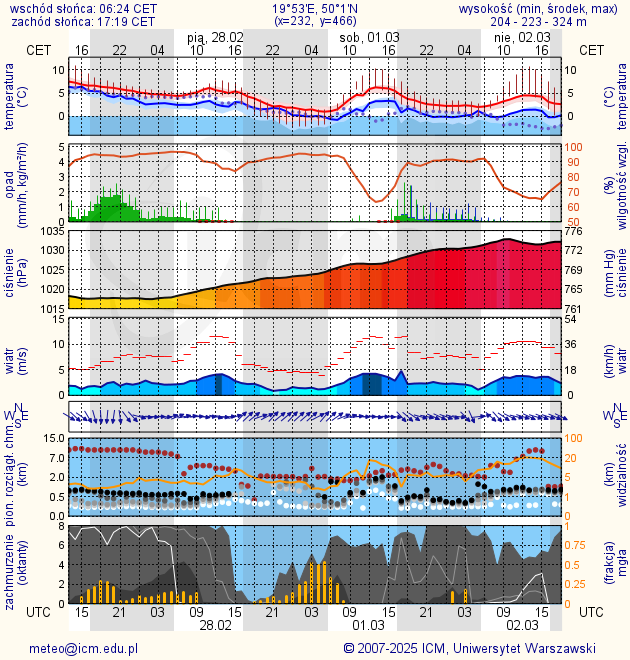 wschód słońca: 06:24 CET 19°53'E, 50°1'N wysokość (min, środek, max)
zachód słońca: 17:19 CET (x=232, y=466) 204 - 223 - 324 m
pią, 28.02 sob, 01.03 nie, 02.03
CET 16 22 04 10 16 22 04 10 16 22 04 10 16 CET
temperatura
(°C)
10
5
0
10
5
0
temperatura
(°C)
opad
(mm/h, kg/m²/h)
5
4
3
2
1
0
100
90
80
70
60
50
(%)
wilgotność wzgl.
ciśnienie
(hPa)
1035
1030
1025
1020
1015
776
772
769
765
761
(mm Hg)
ciśnienie
wiatr
(m/s)
15
10
5
0
54
36
18
0
(km/h)
wiatr
N
W E
S
N
W E
S
pion. rozciągł. chm.
(km)
15.0
7.0
2.0
0.5
0.0
100
20
5
1
0
(km)
widzialność
zachmurzenie
(oktanty)
8
6
4
2
0
1
0.75
0.5
0.25
0
(frakcja)
mgła
UTC 15 21 03 09 15 21 03 09 15 21 03 09 15 UTC
28.02 01.03 02.03
meteo@icm.edu.pl © 2007-2025 ICM, Uniwersytet Warszawski